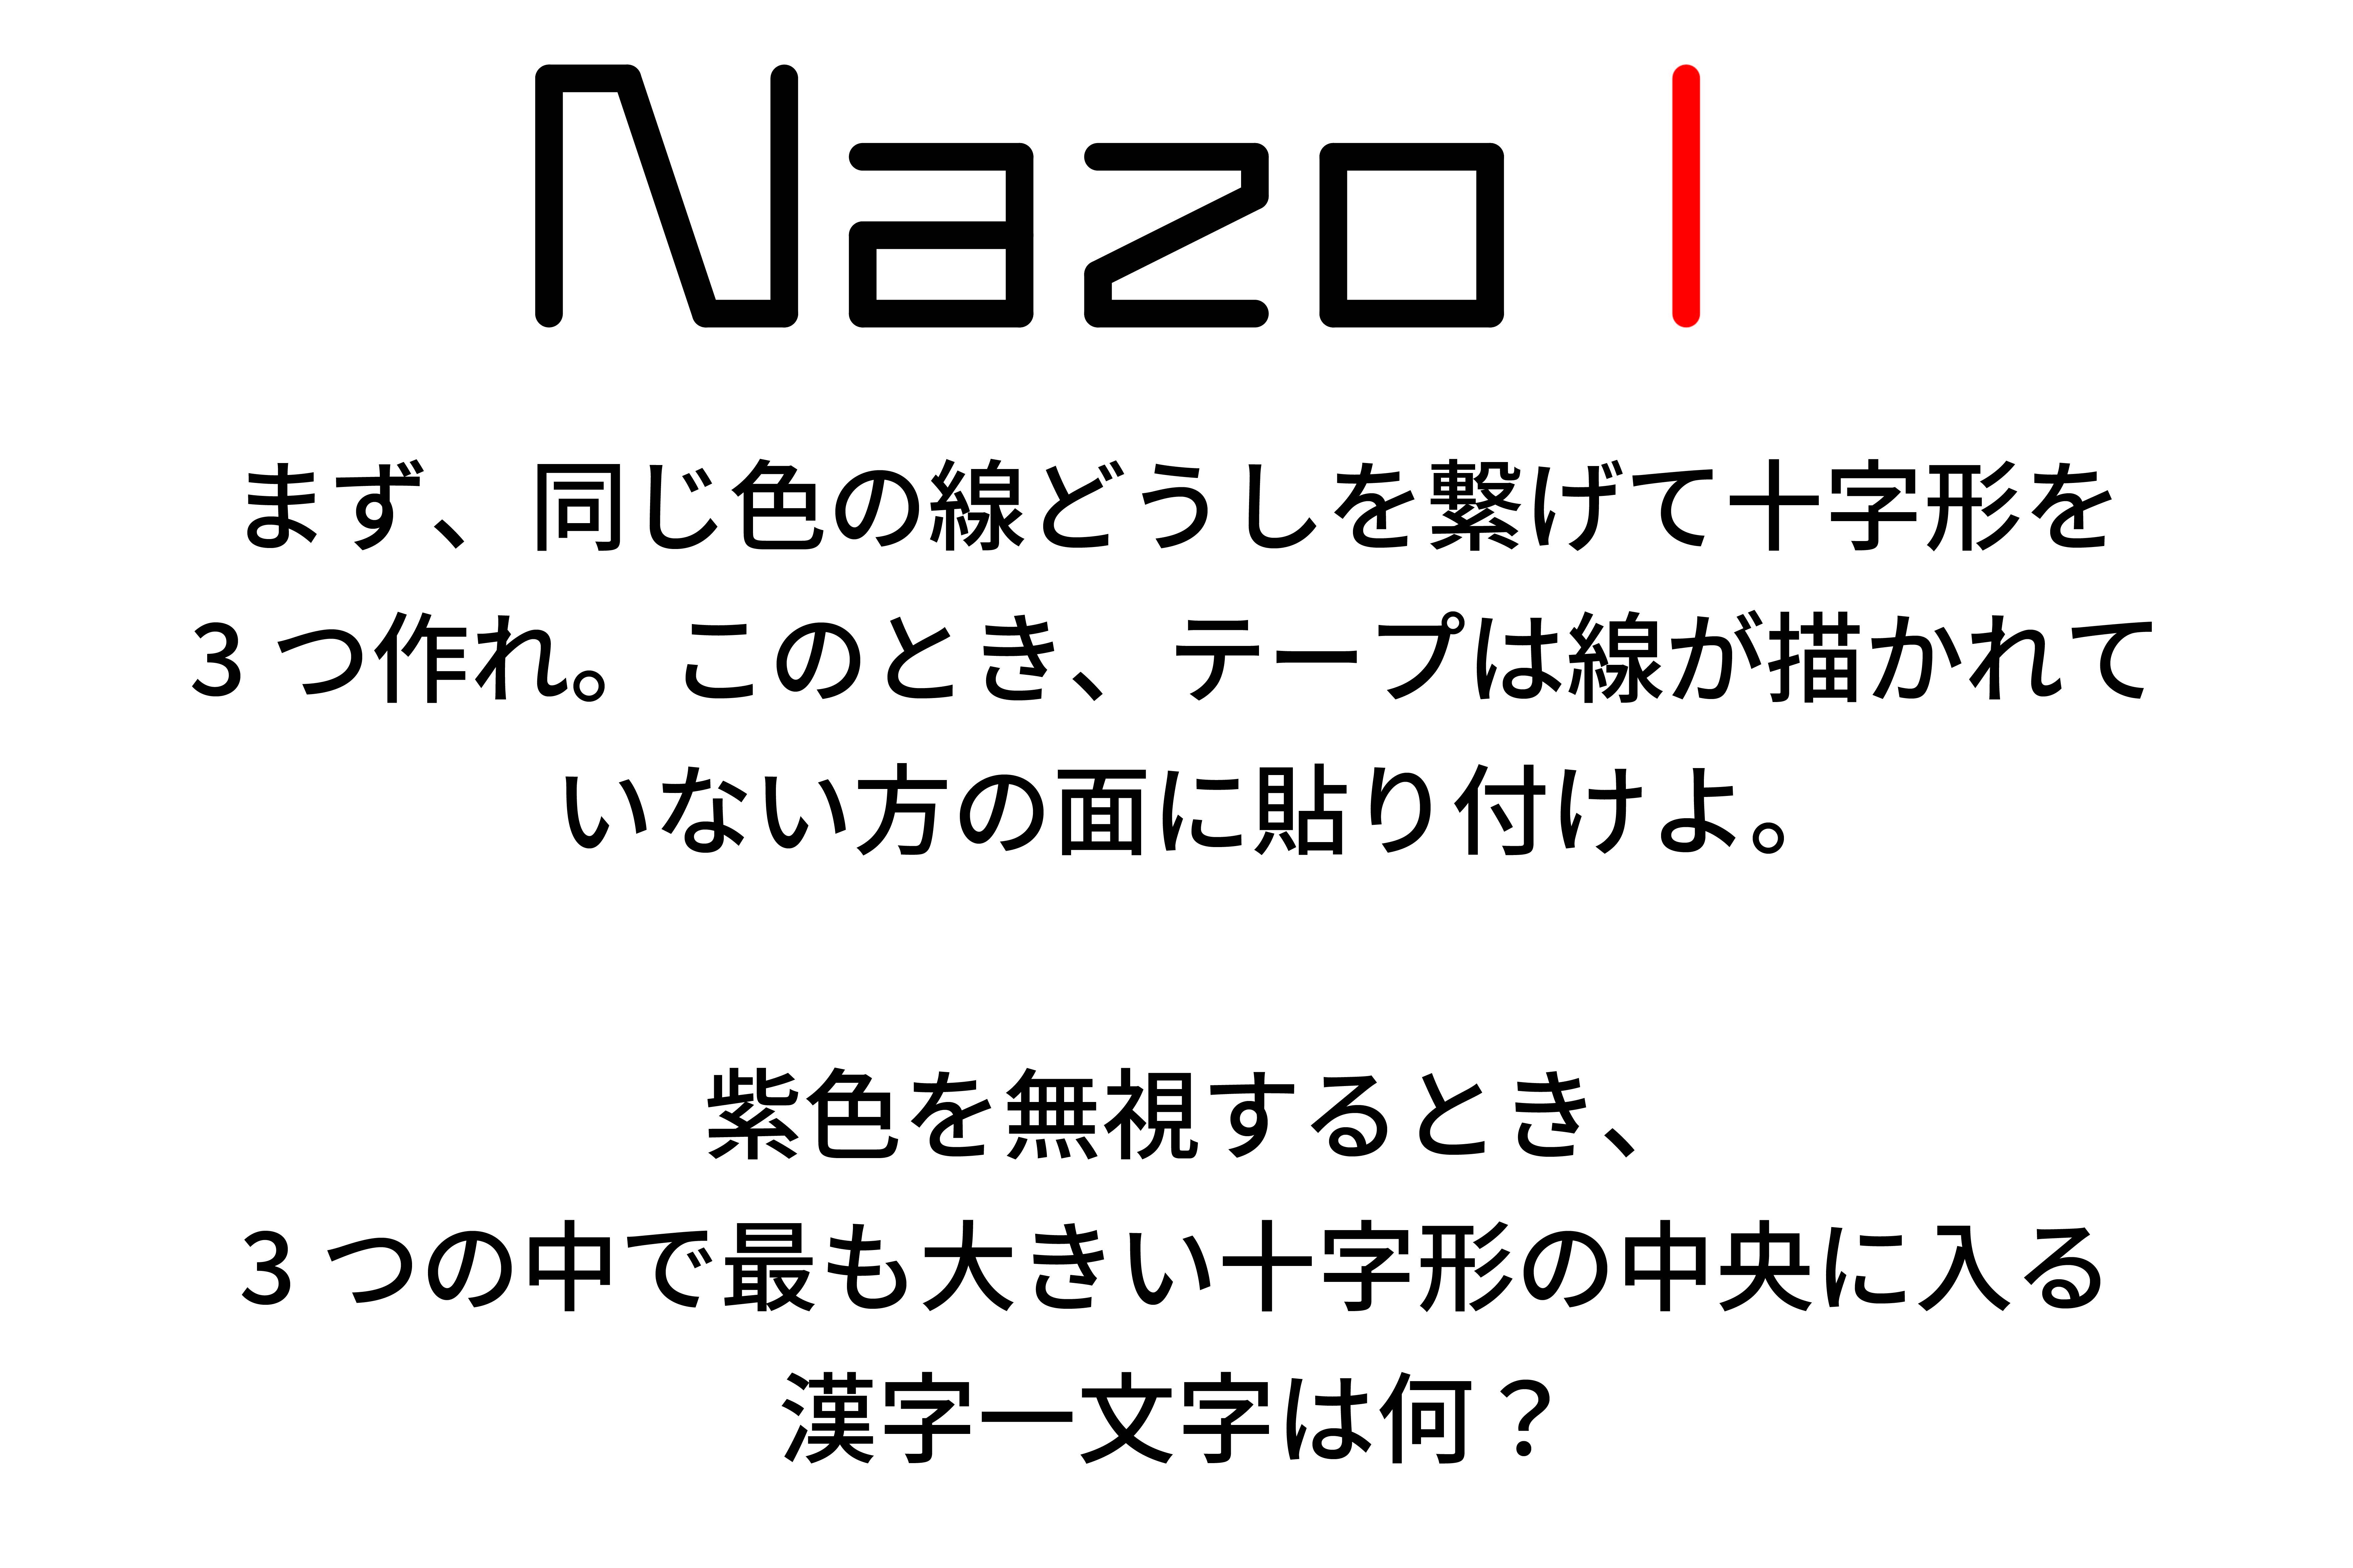 Nazo 1
まず、同じ色の線どうしを繋げて十字形を
3つ作れ。このとき、テープは線が描かれて
いない方の面に貼り付けよ。
紫色を無視するとき、
3つの中で最も大きい十字形の中央に入る
漢字一文字は何？